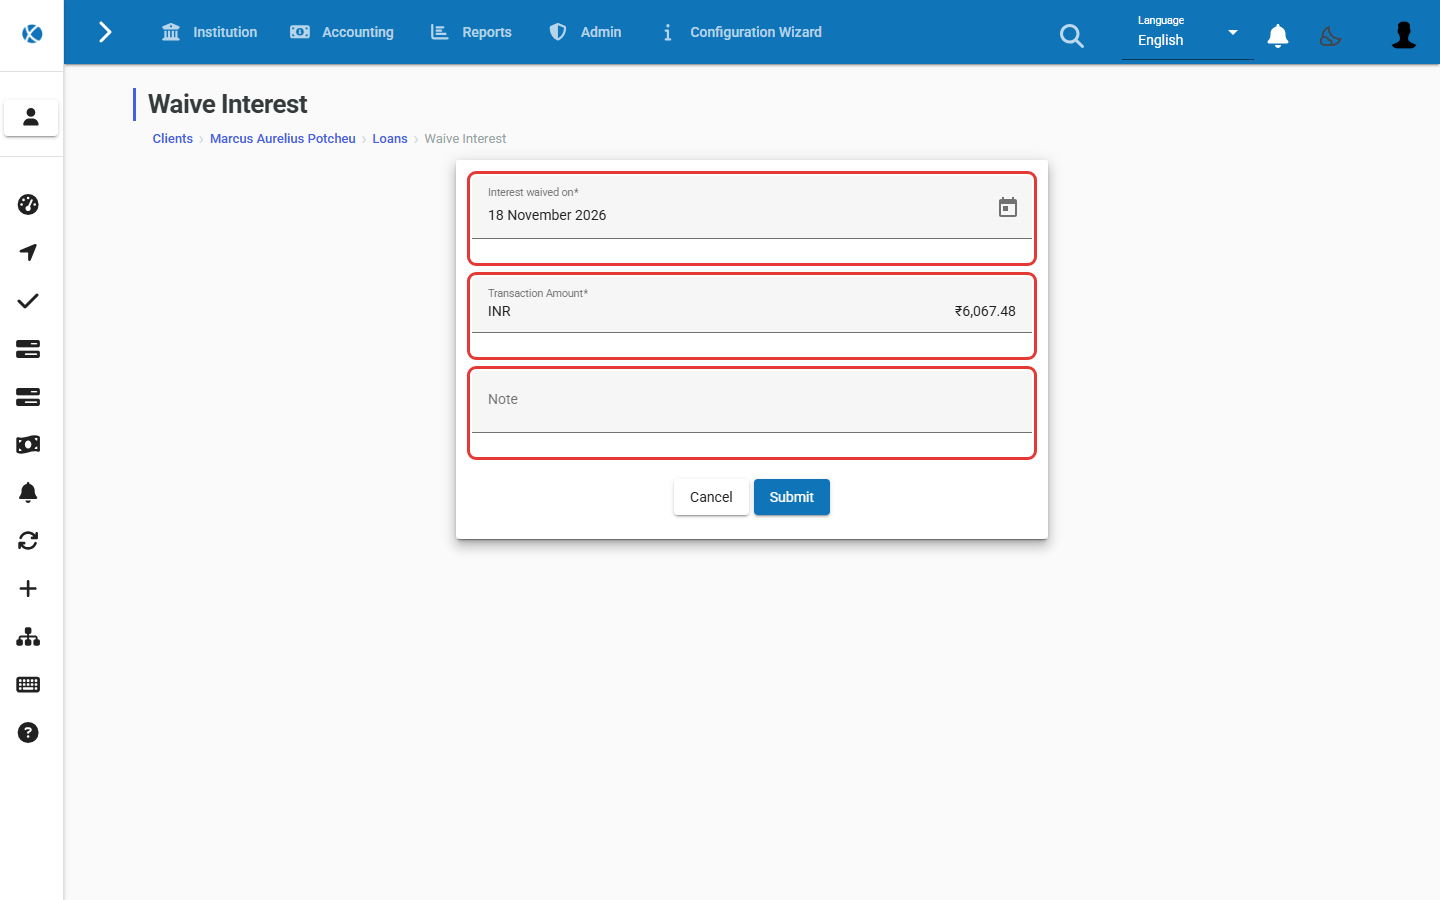 Institution
Accounting
Reports
Admin
Configuration Wizard
Language
English
Waive Interest
Clients › Marcus Aurelius Potcheu › Loans › Waive Interest
Interest waived on*
18 November 2026
Transaction Amount*
INR ₹6,067.48
Note
Cancel Submit